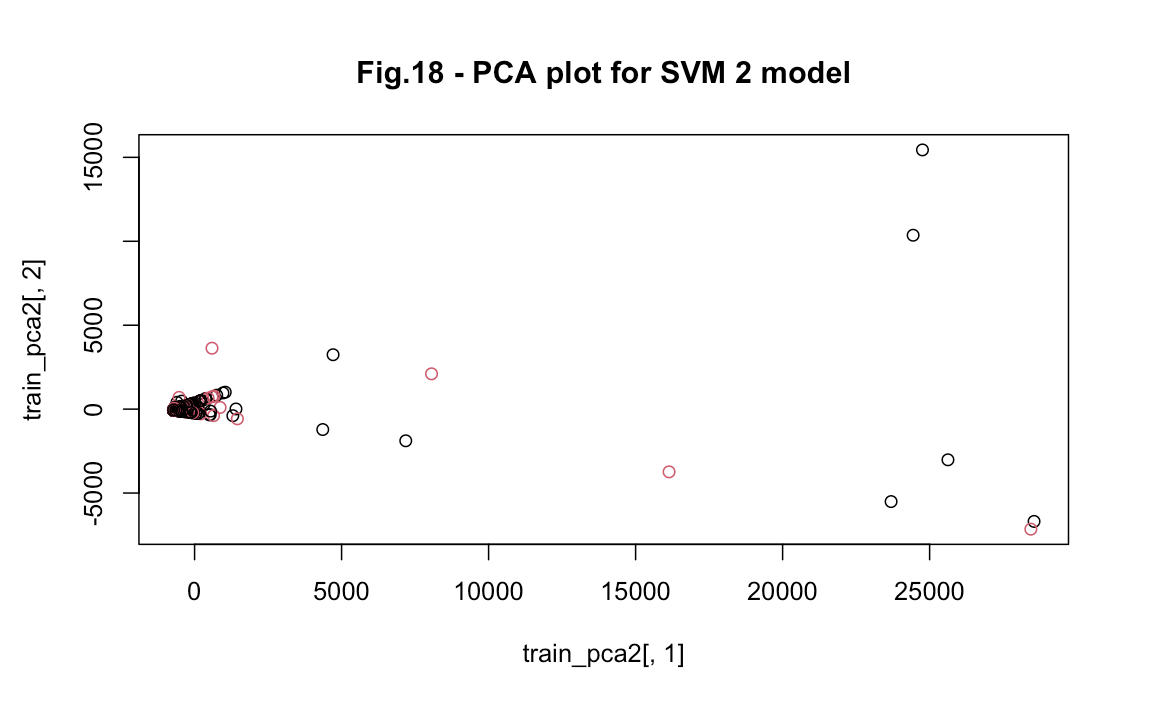 Fig.18 - PCA plot for SVM 2 model
train_pca2[, 2]
15000
5000
0
-5000
0 5000 10000 15000 20000 25000
train_pca2[, 1]